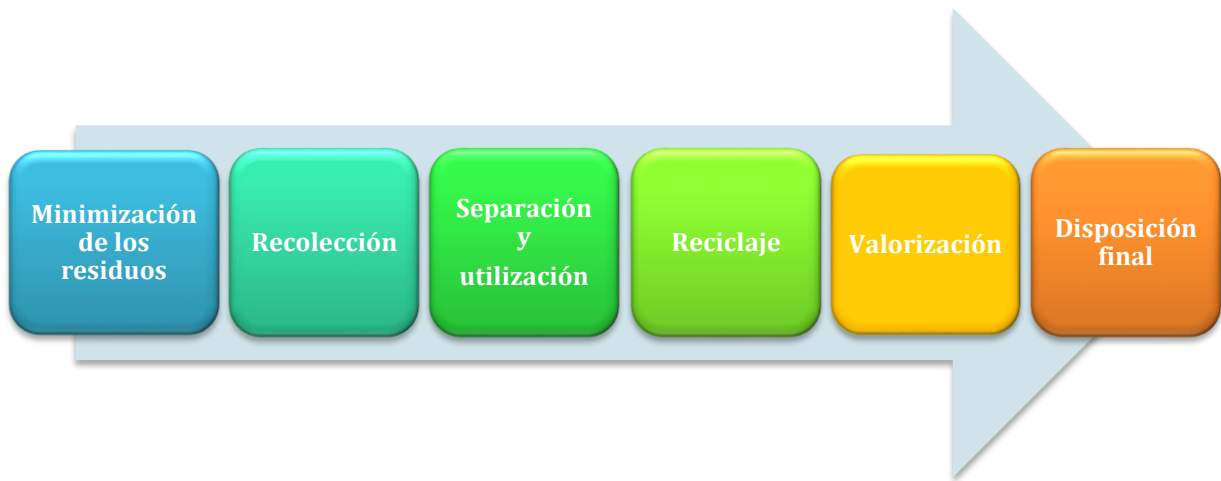 Minimización
de los
residuos
Recolección
Separación
y
utilización
Reciclaje
Valorización
Disposición
final